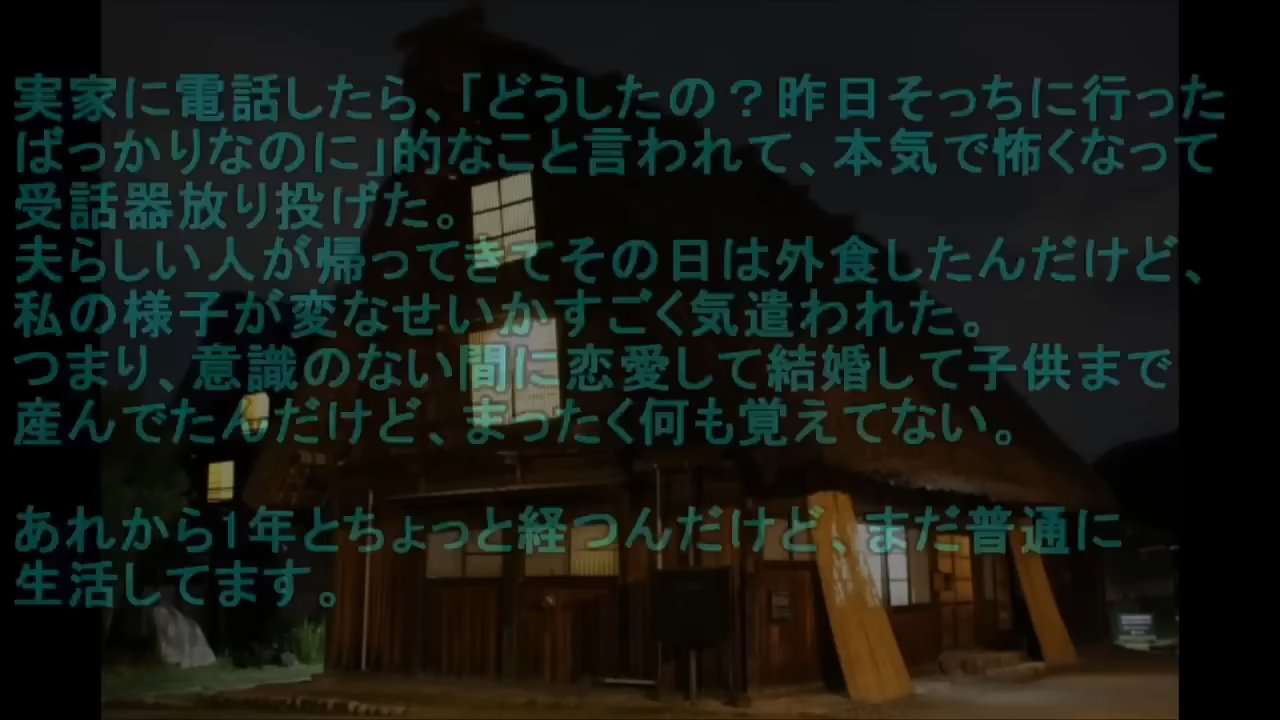 実家に電話したら、「どうしたの？昨日そっちに行った
ばっかりなのに」的なこと言われて、本気で怖くなって
受話器放り投げた。
夫らしい人が帰ってきてその日は外食したんだけど、
私の様子が変なせいかすごく気遣われた。
つまり、意識のない間に恋愛して結婚して子供まで
産んでたんだけど、まったく何も覚えてない。
あれから1年とちょっと経つんだけど、まだ普通に
生活してます。